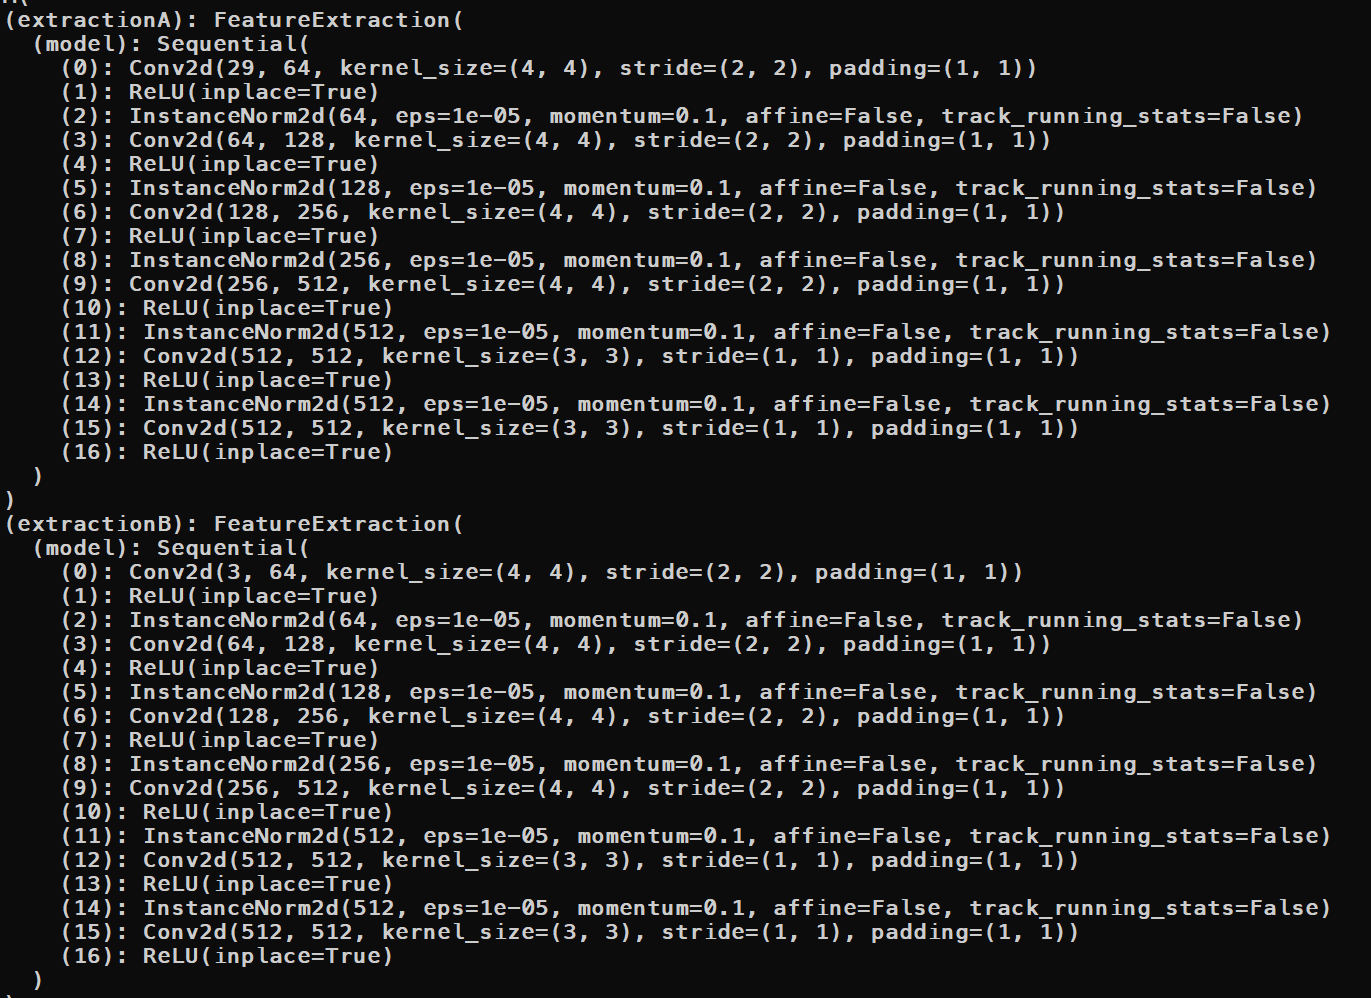 (extractionA): FeatureExtraction(
(model): Sequential(
(0): Conv2d(29, 64, kernel_size=(4, 4), stride=(2, 2), padding=(1, 1))
(1): ReLU(inplace=True)
(2): InstanceNorm2d(64, eps=1e-05, momentum=0.1, affine=False, track_running_stats=False)
(3): Conv2d(64, 128, kernel_size=(4, 4), stride=(2, 2), padding=(1, 1))
(4): ReLU(inplace=True)
(5): InstanceNorm2d(128, eps=1e-05, momentum=0.1, affine=False, track_running_stats=False)
(6): Conv2d(128, 256, kernel_size=(4, 4), stride=(2, 2), padding=(1, 1))
(7): ReLU(inplace=True)
(8): InstanceNorm2d(256, eps=1e-05, momentum=0.1, affine=False, track_running_stats=False)
(9): Conv2d(256, 512, kernel_size=(4, 4), stride=(2, 2), padding=(1, 1))
(10): ReLU(inplace=True)
(11): InstanceNorm2d(512, eps=1e-05, momentum=0.1, affine=False, track_running_stats=False)
(12): Conv2d(512, 512, kernel_size=(3, 3), stride=(1, 1), padding=(1, 1))
(13): ReLU(inplace=True)
(14): InstanceNorm2d(512, eps=1e-05, momentum=0.1, affine=False, track_running_stats=False)
(15): Conv2d(512, 512, kernel_size=(3, 3), stride=(1, 1), padding=(1, 1))
(16): ReLU(inplace=True)
)
)
(extractionB): FeatureExtraction(
(model): Sequential(
(0): Conv2d(3, 64, kernel_size=(4, 4), stride=(2, 2), padding=(1, 1))
(1): ReLU(inplace=True)
(2): InstanceNorm2d(64, eps=1e-05, momentum=0.1, affine=False, track_running_stats=False)
(3): Conv2d(64, 128, kernel_size=(4, 4), stride=(2, 2), padding=(1, 1))
(4): ReLU(inplace=True)
(5): InstanceNorm2d(128, eps=1e-05, momentum=0.1, affine=False, track_running_stats=False)
(6): Conv2d(128, 256, kernel_size=(4, 4), stride=(2, 2), padding=(1, 1))
(7): ReLU(inplace=True)
(8): InstanceNorm2d(256, eps=1e-05, momentum=0.1, affine=False, track_running_stats=False)
(9): Conv2d(256, 512, kernel_size=(4, 4), stride=(2, 2), padding=(1, 1))
(10): ReLU(inplace=True)
(11): InstanceNorm2d(512, eps=1e-05, momentum=0.1, affine=False, track_running_stats=False)
(12): Conv2d(512, 512, kernel_size=(3, 3), stride=(1, 1), padding=(1, 1))
(13): ReLU(inplace=True)
(14): InstanceNorm2d(512, eps=1e-05, momentum=0.1, affine=False, track_running_stats=False)
(15): Conv2d(512, 512, kernel_size=(3, 3), stride=(1, 1), padding=(1, 1))
(16): ReLU(inplace=True)
)